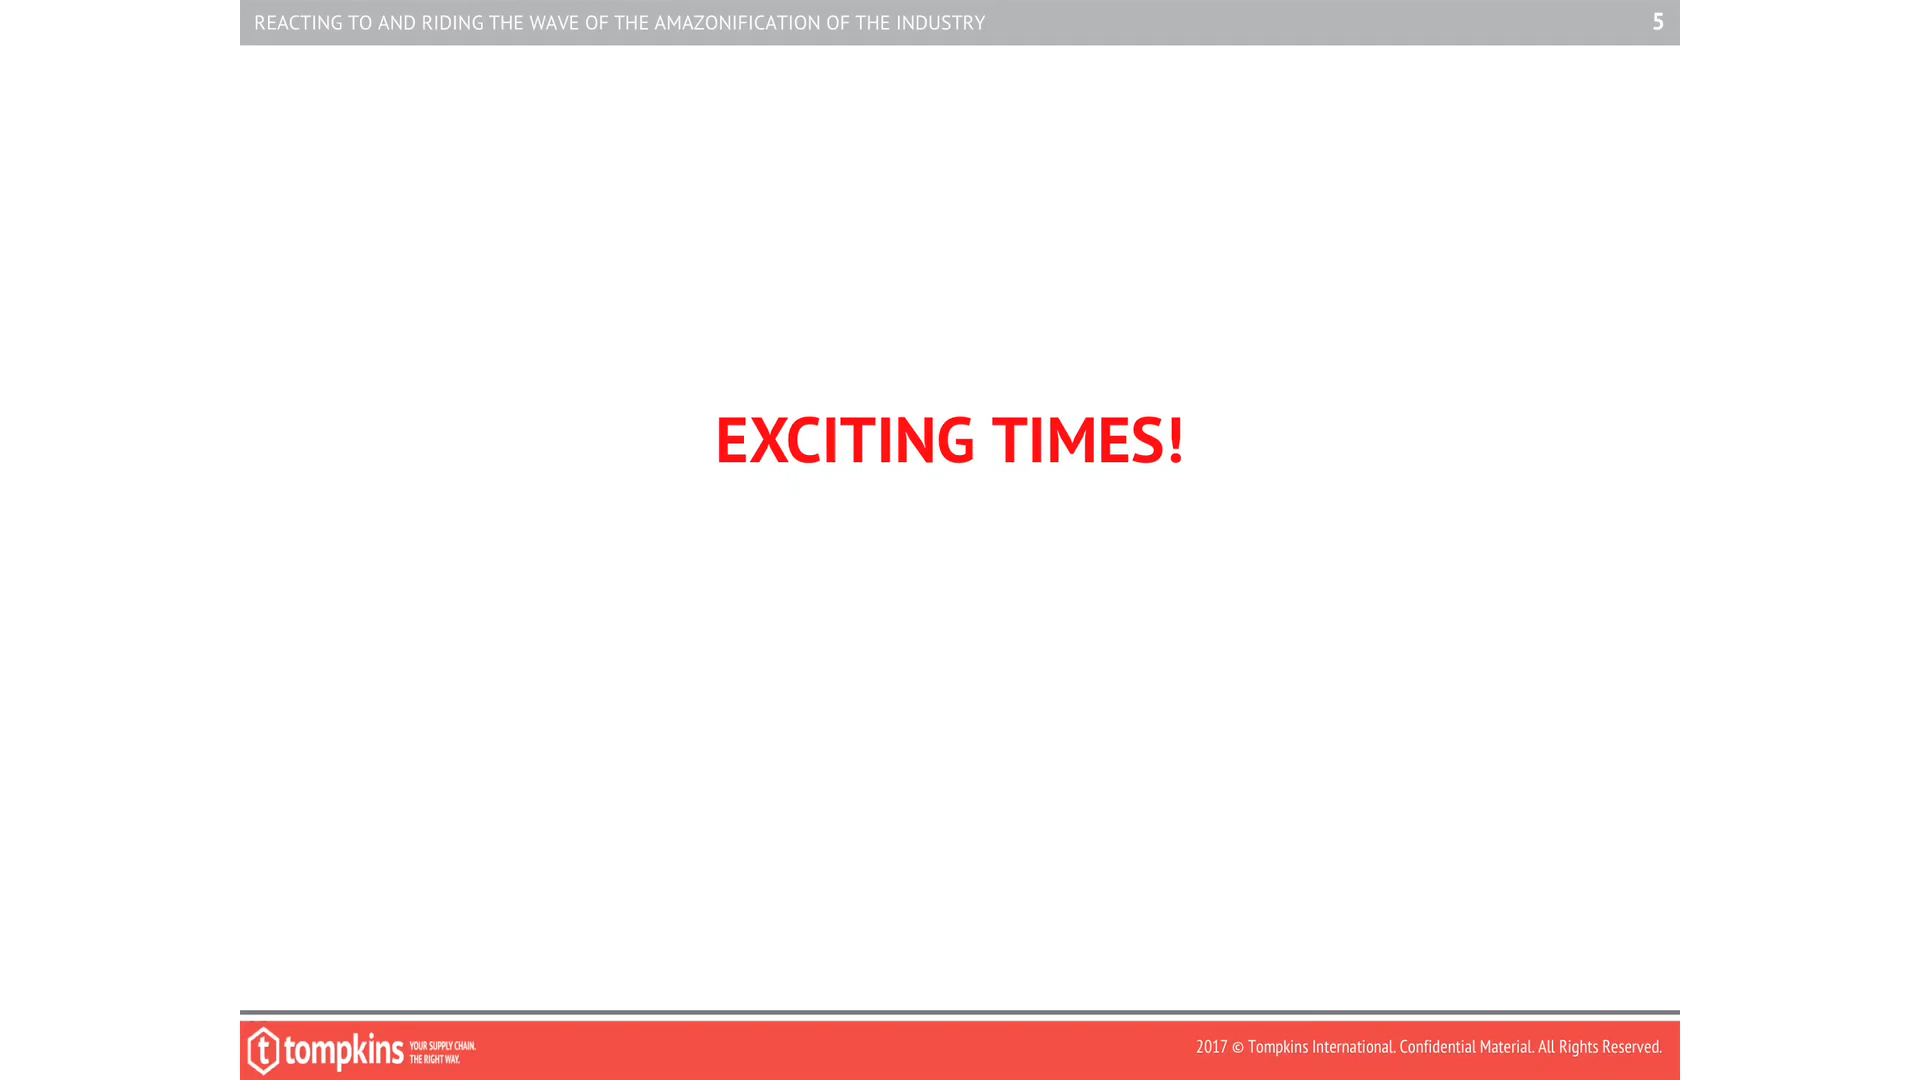 REACTING TO AND RIDING THE WAVE OF THE AMAZONIFICATION OF THE INDUSTRY
5
EXCITING TIMES!
t tompkins
YOUR SUPPLY CHAIN.
THE RIGHT WAY.
2017 © Tompkins International. Confidential Material. All Rights Reserved.